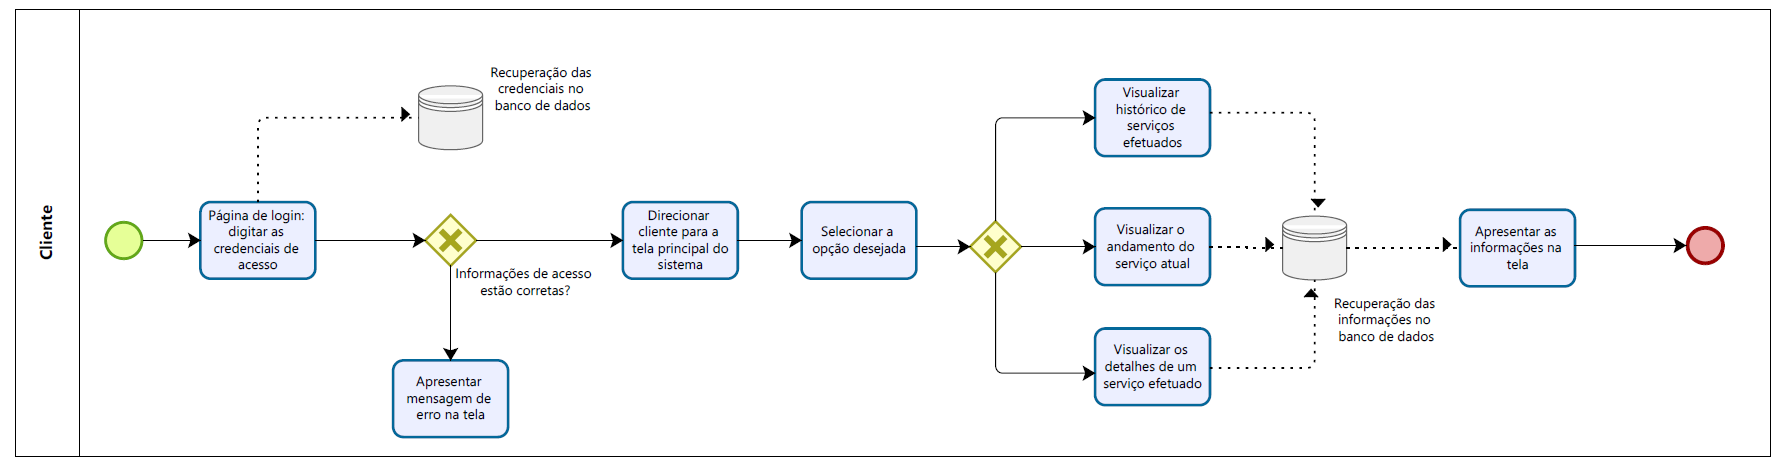 Cliente
Recuperação das
credenciais no
banco de dados
Página de login:
digitar as
credenciais de
acesso
Informações de acesso
estão corretas?
Apresentar
mensagem de
erro na tela
Direcionar
cliente para a
tela principal do
sistema
Selecionar a
opção desejada
Visualizar
histórico de
serviços
efetuados
Visualizar o
andamento do
serviço atual
Visualizar os
detalhes de um
serviço efetuado
Recuperação das
informações no
banco de dados
Apresentar as
informações na
tela